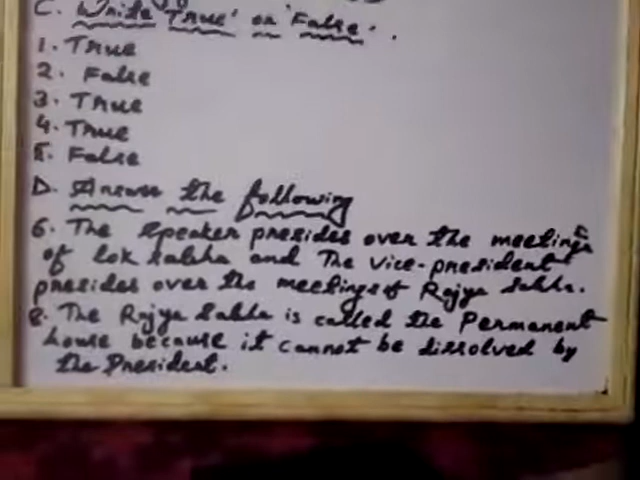 C. Write 'True' or 'False'.
1. True
2. False
3. True
4. True
5. False
D. Answer the following
6. The Speaker presides over the meetings
of Lok Sabha and The Vice-president
presides over the meetings of Rajya Sabha.
8. The Rajya Sabha is called the Permanent
house because it cannot be dissolved by
the President.